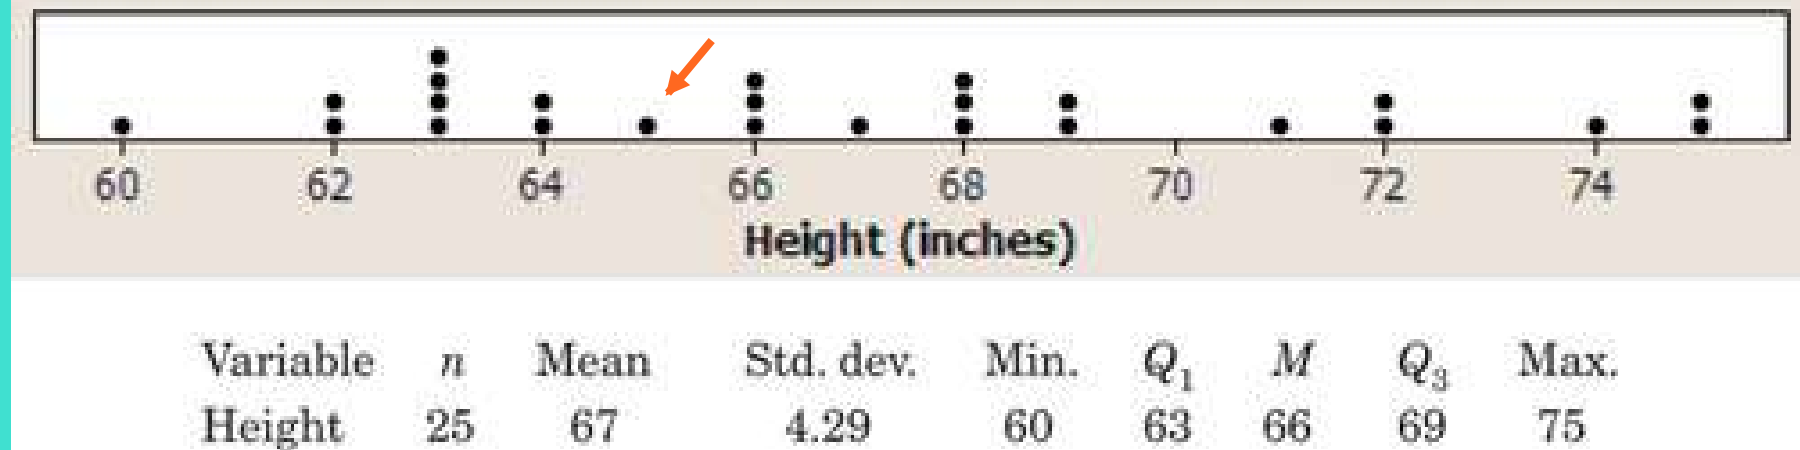 60 62 64 66 68 70 72 74
Height (inches)
Variable n Mean Std. dev. Min. Q₁ M Q₃ Max.
Height 25 67 4.29 60 63 66 69 75